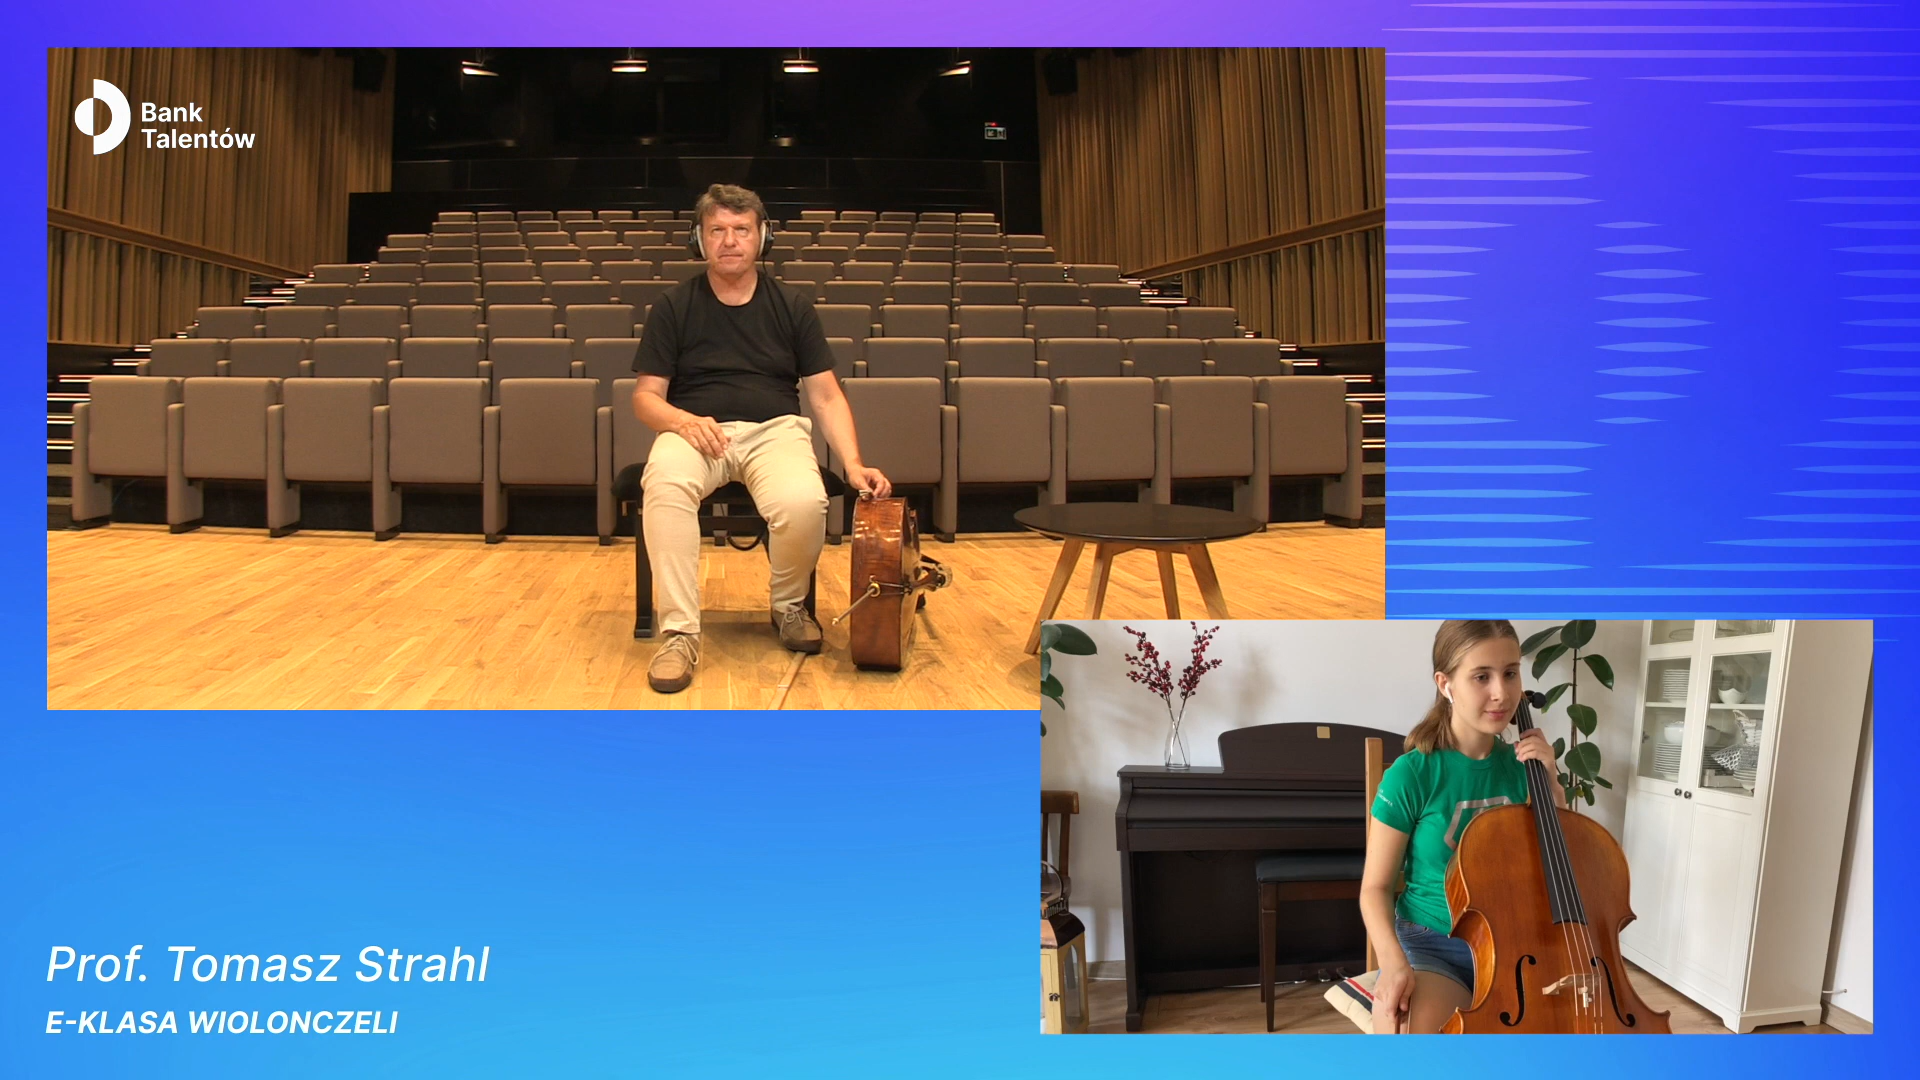 Bank
Talentów
Prof. Tomasz Strahl
E-KLASA WIOLONCZELI